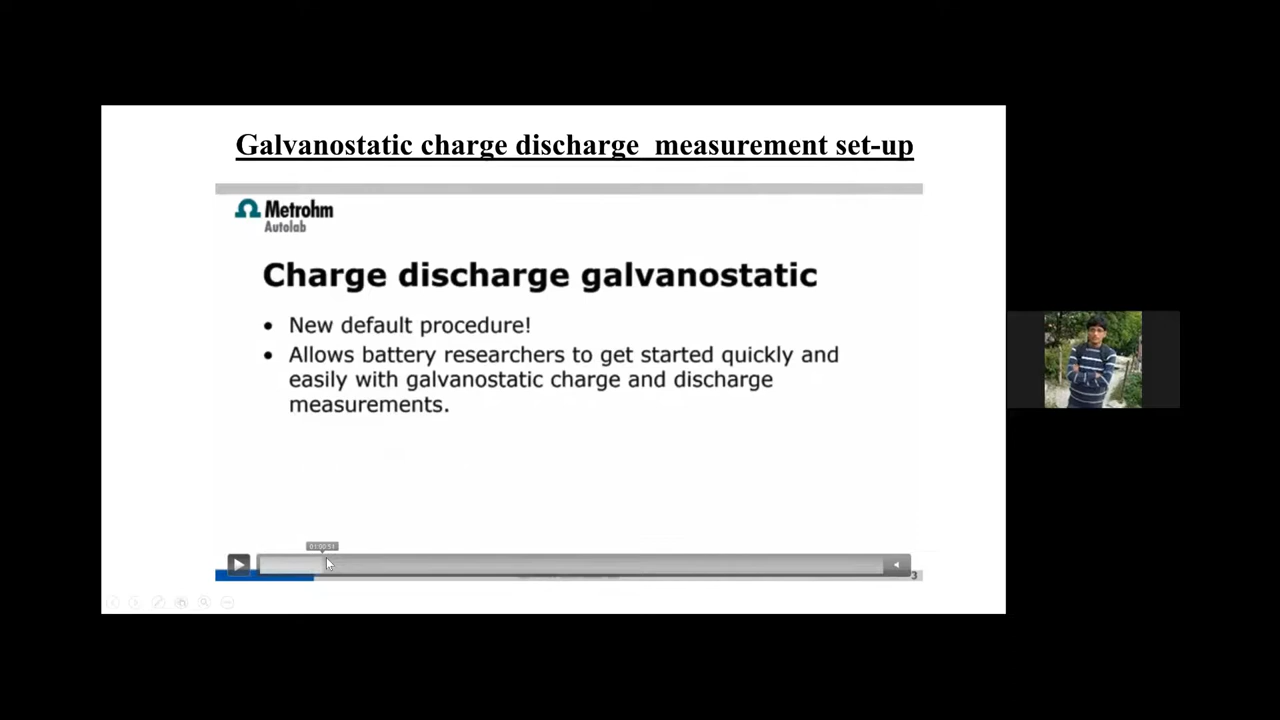 Galvanostatic charge discharge measurement set-up
Metrohm
Autolab
Charge discharge galvanostatic
• New default procedure!
• Allows battery researchers to get started quickly and
easily with galvanostatic charge and discharge
measurements.
3